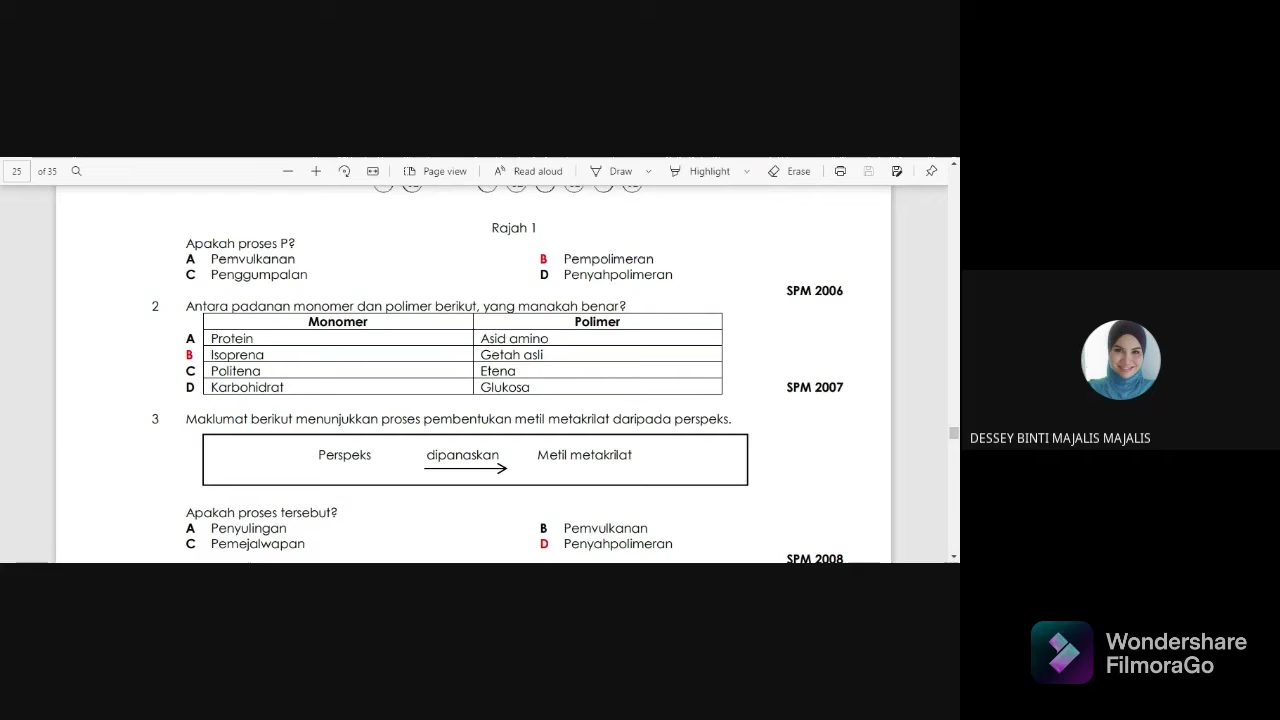 25 of 35 Page view Read aloud Draw Highlight Erase
Rajah 1
Apakah proses P?
A Pemvulkanan B Pempolimeran
C Penggumpalan D Penyahpolimeran
SPM 2006
2 Antara padanan monomer dan polimer berikut, yang manakah benar?
Monomer Polimer
A Protein Asid amino
B Isoprena Getah asli
C Politena Etena
D Karbohidrat Glukosa
SPM 2007
3 Maklumat berikut menunjukkan proses pembentukan metil metakrilat daripada perspeks.
Perspeks dipanaskan Metil metakrilat
Apakah proses tersebut?
A Penyulingan B Pemvulkanan
C Pemejalwapan D Penyahpolimeran
SPM 2008
DESSEY BINTI MAJALIS MAJALIS
Wondershare
FilmoraGo